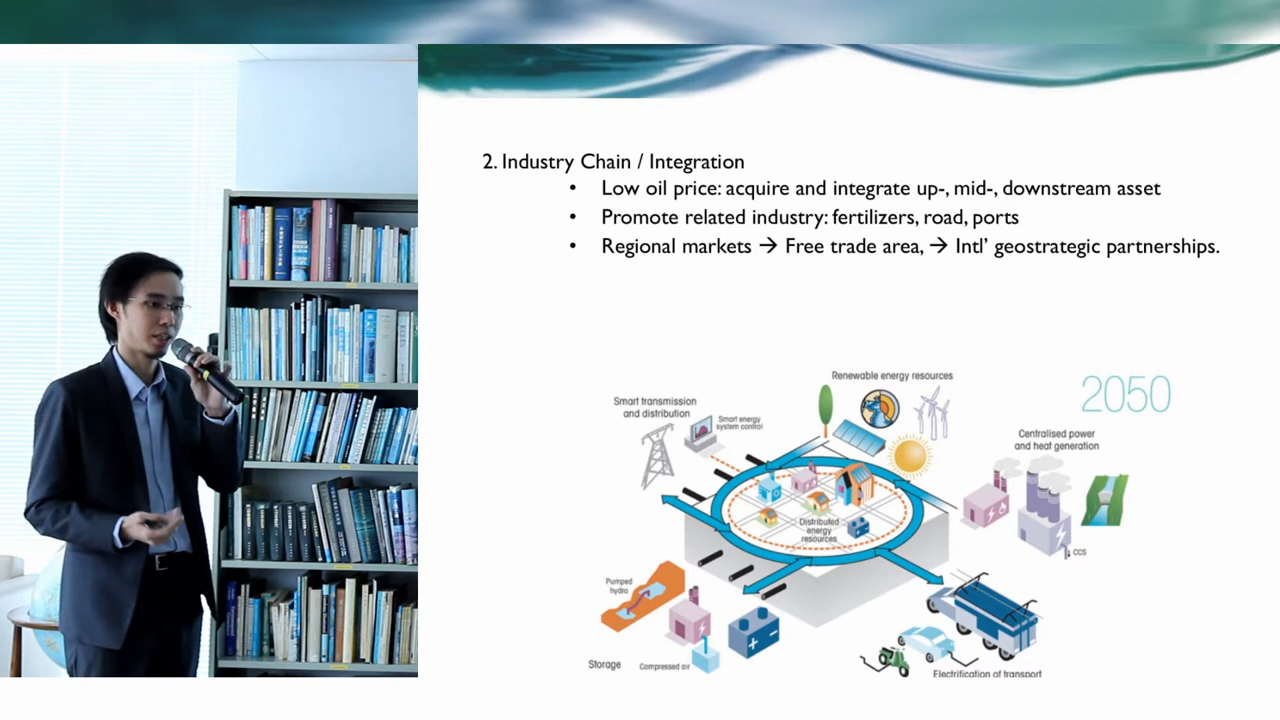 2. Industry Chain / Integration
• Low oil price: acquire and integrate up-, mid-, downstream asset
• Promote related industry: fertilizers, road, ports
• Regional markets → Free trade area, → Intl' geostrategic partnerships.
Renewable energy resources
2050
Smart transmission
and distribution
Smart energy
system control
Centralised power
and heat generation
Distributed
energy
resources
CCS
Pumped
hydro
Storage
Compressed air
Electrification of transport